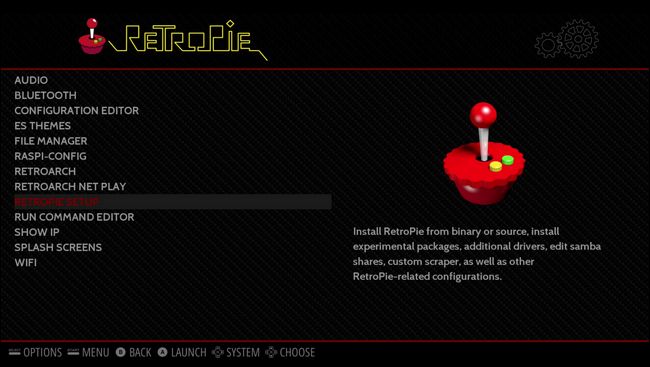 RETROPIE
AUDIO
BLUETOOTH
CONFIGURATION EDITOR
ES THEMES
FILE MANAGER
RASPI-CONFIG
RETROARCH
RETROARCH NET PLAY
RETROPIE SETUP
RUN COMMAND EDITOR
SHOW IP
SPLASH SCREENS
WIFI
Install RetroPie from binary or source, install
experimental packages, additional drivers, edit samba
shares, custom scraper, as well as other
RetroPie-related configurations.
SELECT OPTIONS START MENU B BACK A LAUNCH SYSTEM CHOOSE